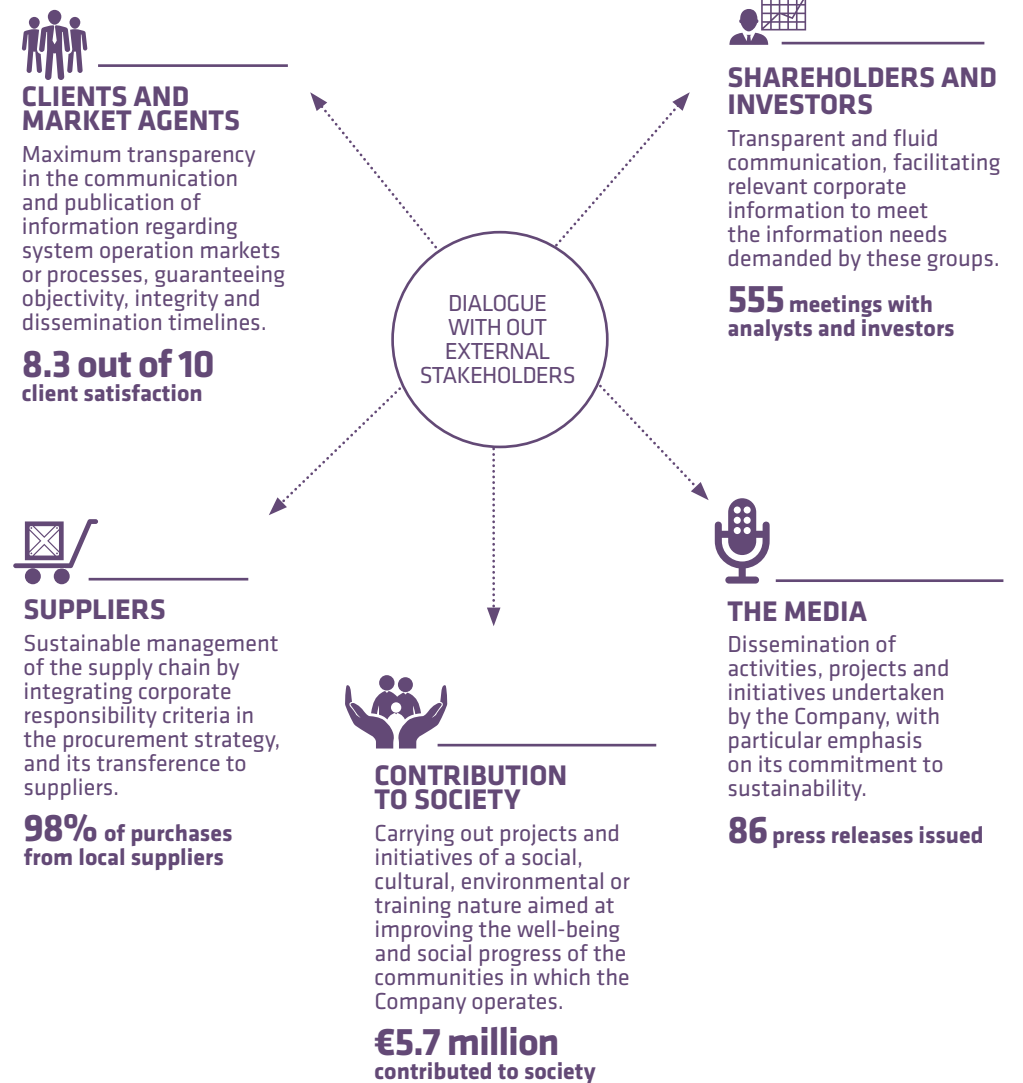 CLIENTS AND
MARKET AGENTS
Maximum transparency
in the communication
and publication of
information regarding
system operation markets
or processes, guaranteeing
objectivity, integrity and
dissemination timelines.
8.3 out of 10
client satisfaction
SHAREHOLDERS AND
INVESTORS
Transparent and fluid
communication, facilitating
relevant corporate
information to meet
the information needs
demanded by these groups.
555 meetings with
analysts and investors
DIALOGUE
WITH OUT
EXTERNAL
STAKEHOLDERS
SUPPLIERS
Sustainable management
of the supply chain by
integrating corporate
responsibility criteria in
the procurement strategy,
and its transference to
suppliers.
98% of purchases
from local suppliers
CONTRIBUTION
TO SOCIETY
Carrying out projects and
initiatives of a social,
cultural, environmental or
training nature aimed at
improving the well-being
and social progress of the
communities in which the
Company operates.
€5.7 million
contributed to society
THE MEDIA
Dissemination of
activities, projects and
initiatives undertaken
by the Company, with
particular emphasis
on its commitment to
sustainability.
86 press releases issued